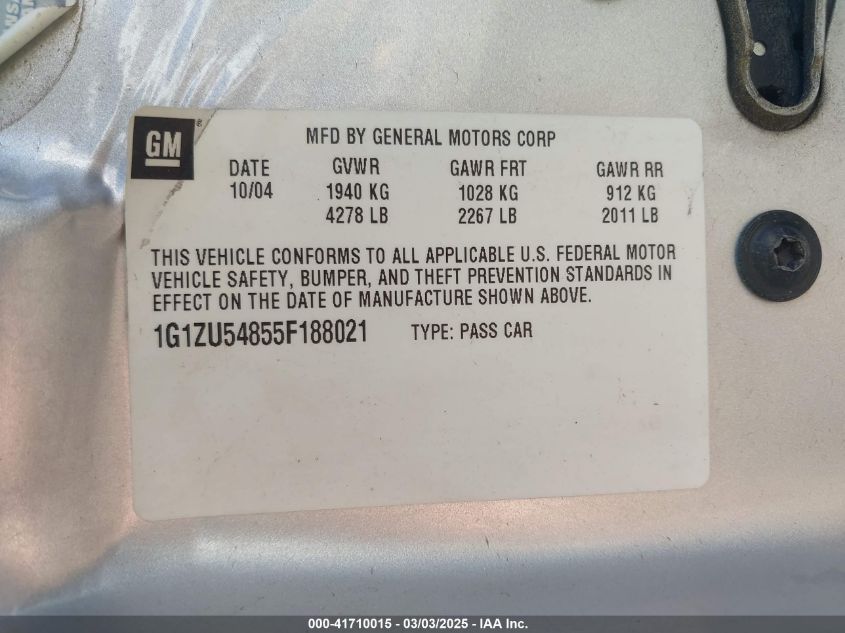 GM
MFD BY GENERAL MOTORS CORP
DATE GVWR GAWR FRT GAWR RR
10/04 1940 KG 1028 KG 912 KG
4278 LB 2267 LB 2011 LB
THIS VEHICLE CONFORMS TO ALL APPLICABLE U.S. FEDERAL MOTOR
VEHICLE SAFETY, BUMPER, AND THEFT PREVENTION STANDARDS IN
EFFECT ON THE DATE OF MANUFACTURE SHOWN ABOVE.
1G1ZU54855F188021 TYPE: PASS CAR
000-41710015 - 03/03/2025 - IAA Inc.